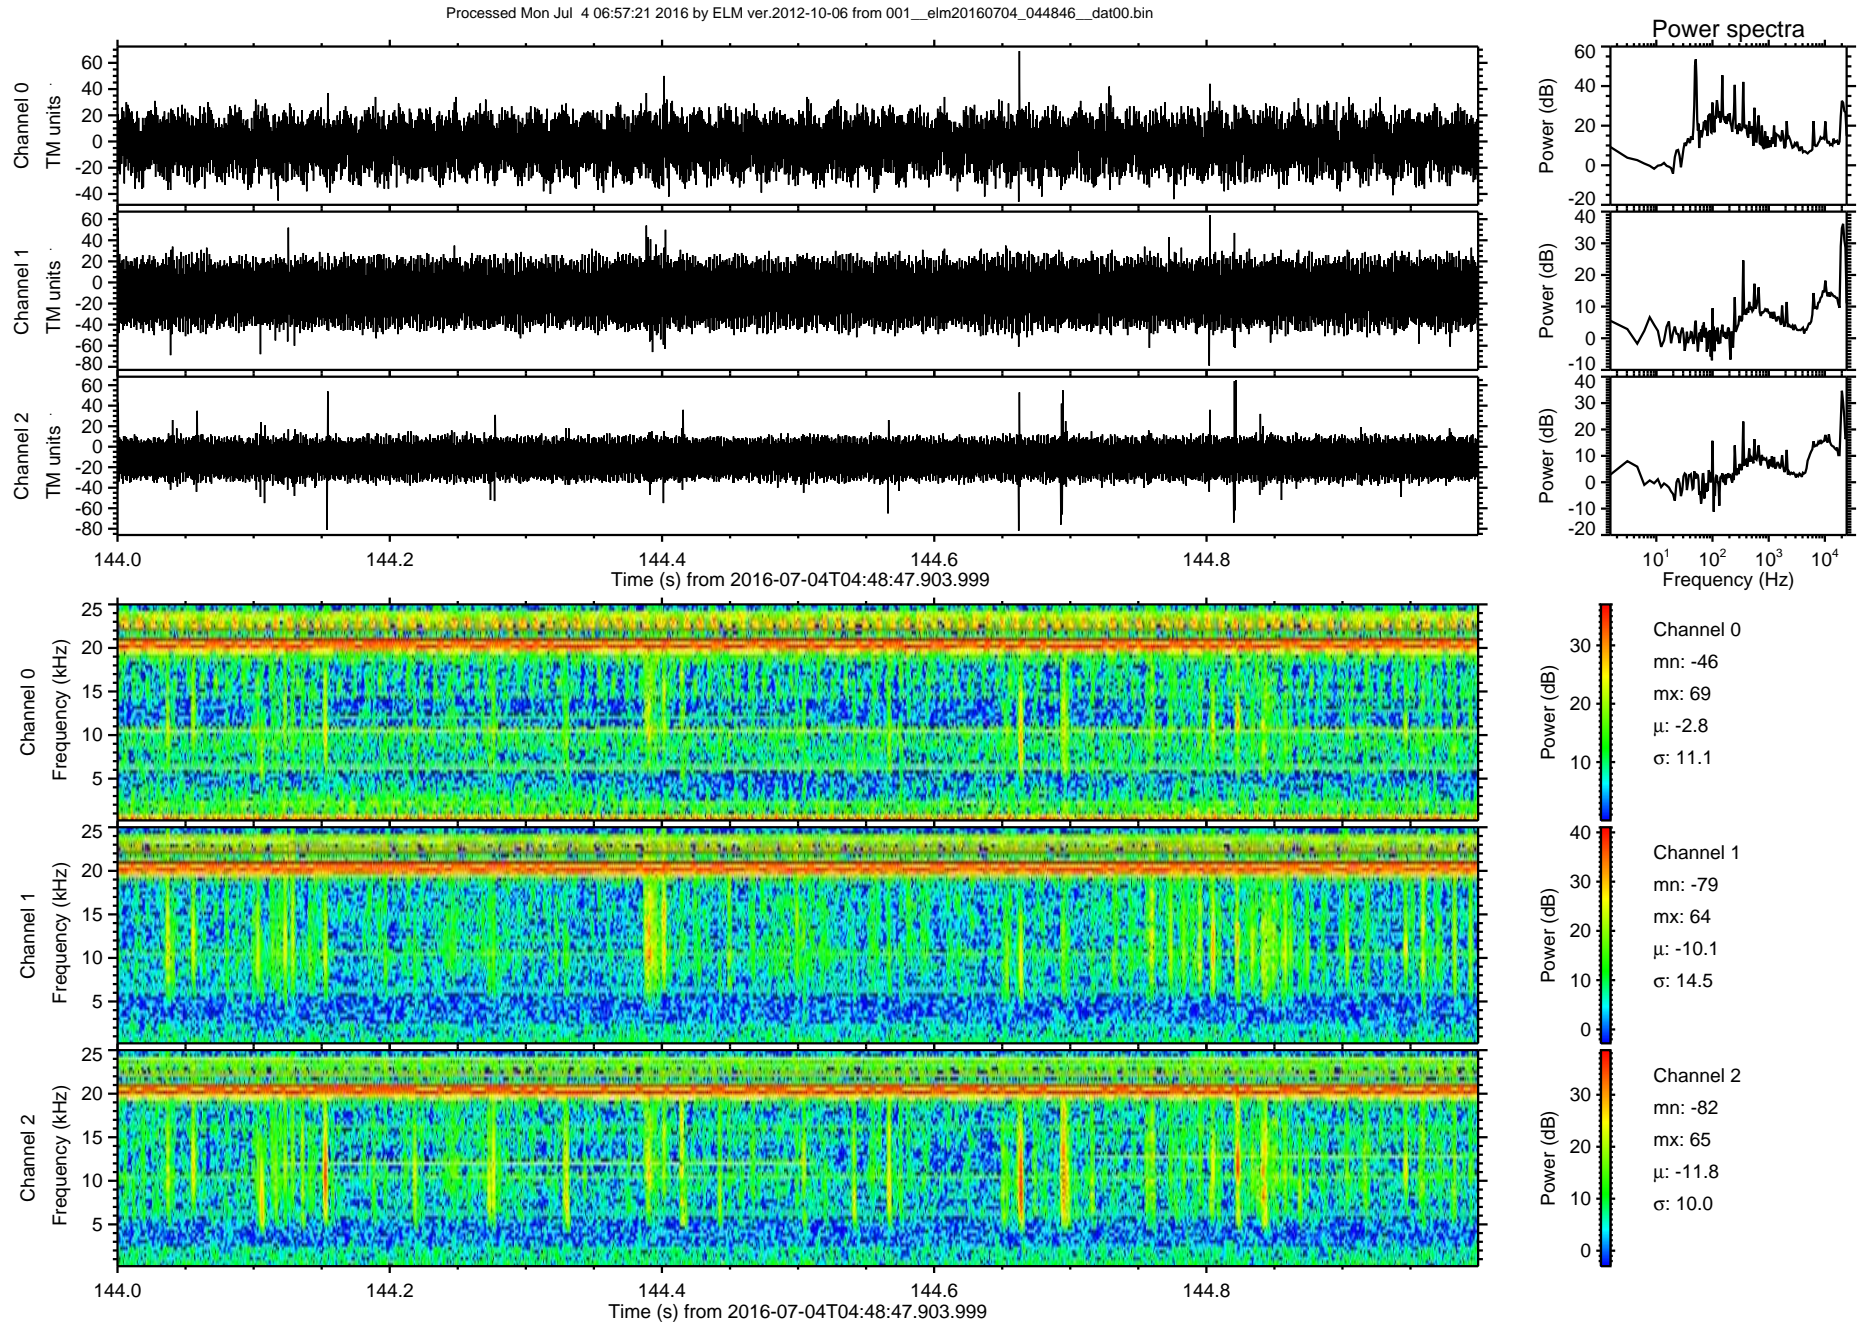 Processed Mon Jul  4 06:57:21 2016 by ELM ver.2012-10-06 from 001__elm20160704_044846__dat00.bin
Power spectra
Channel 0
TM units
60
40
20
0
-20
-40
Power (dB)
60
40
20
0
-20
Channel 1
TM units
60
40
20
0
-20
-40
-60
-80
Power (dB)
40
30
20
10
0
-10
Channel 2
TM units
60
40
20
0
-20
-40
-60
-80
Power (dB)
40
30
20
10
0
-10
-20
144.0 144.2 144.4 144.6 144.8
Time (s) from 2016-07-04T04:48:47.903.999
10¹ 10² 10³ 10⁴
Frequency (Hz)
Channel 0
Frequency (kHz)
25
20
15
10
5
Power (dB)
30
20
10
Channel 0
mn: -46
mx: 69
µ: -2.8
σ: 11.1
Channel 1
Frequency (kHz)
25
20
15
10
5
Power (dB)
40
30
20
10
0
Channel 1
mn: -79
mx: 64
µ: -10.1
σ: 14.5
Channel 2
Frequency (kHz)
25
20
15
10
5
Power (dB)
30
20
10
0
Channel 2
mn: -82
mx: 65
µ: -11.8
σ: 10.0
144.0 144.2 144.4 144.6 144.8
Time (s) from 2016-07-04T04:48:47.903.999